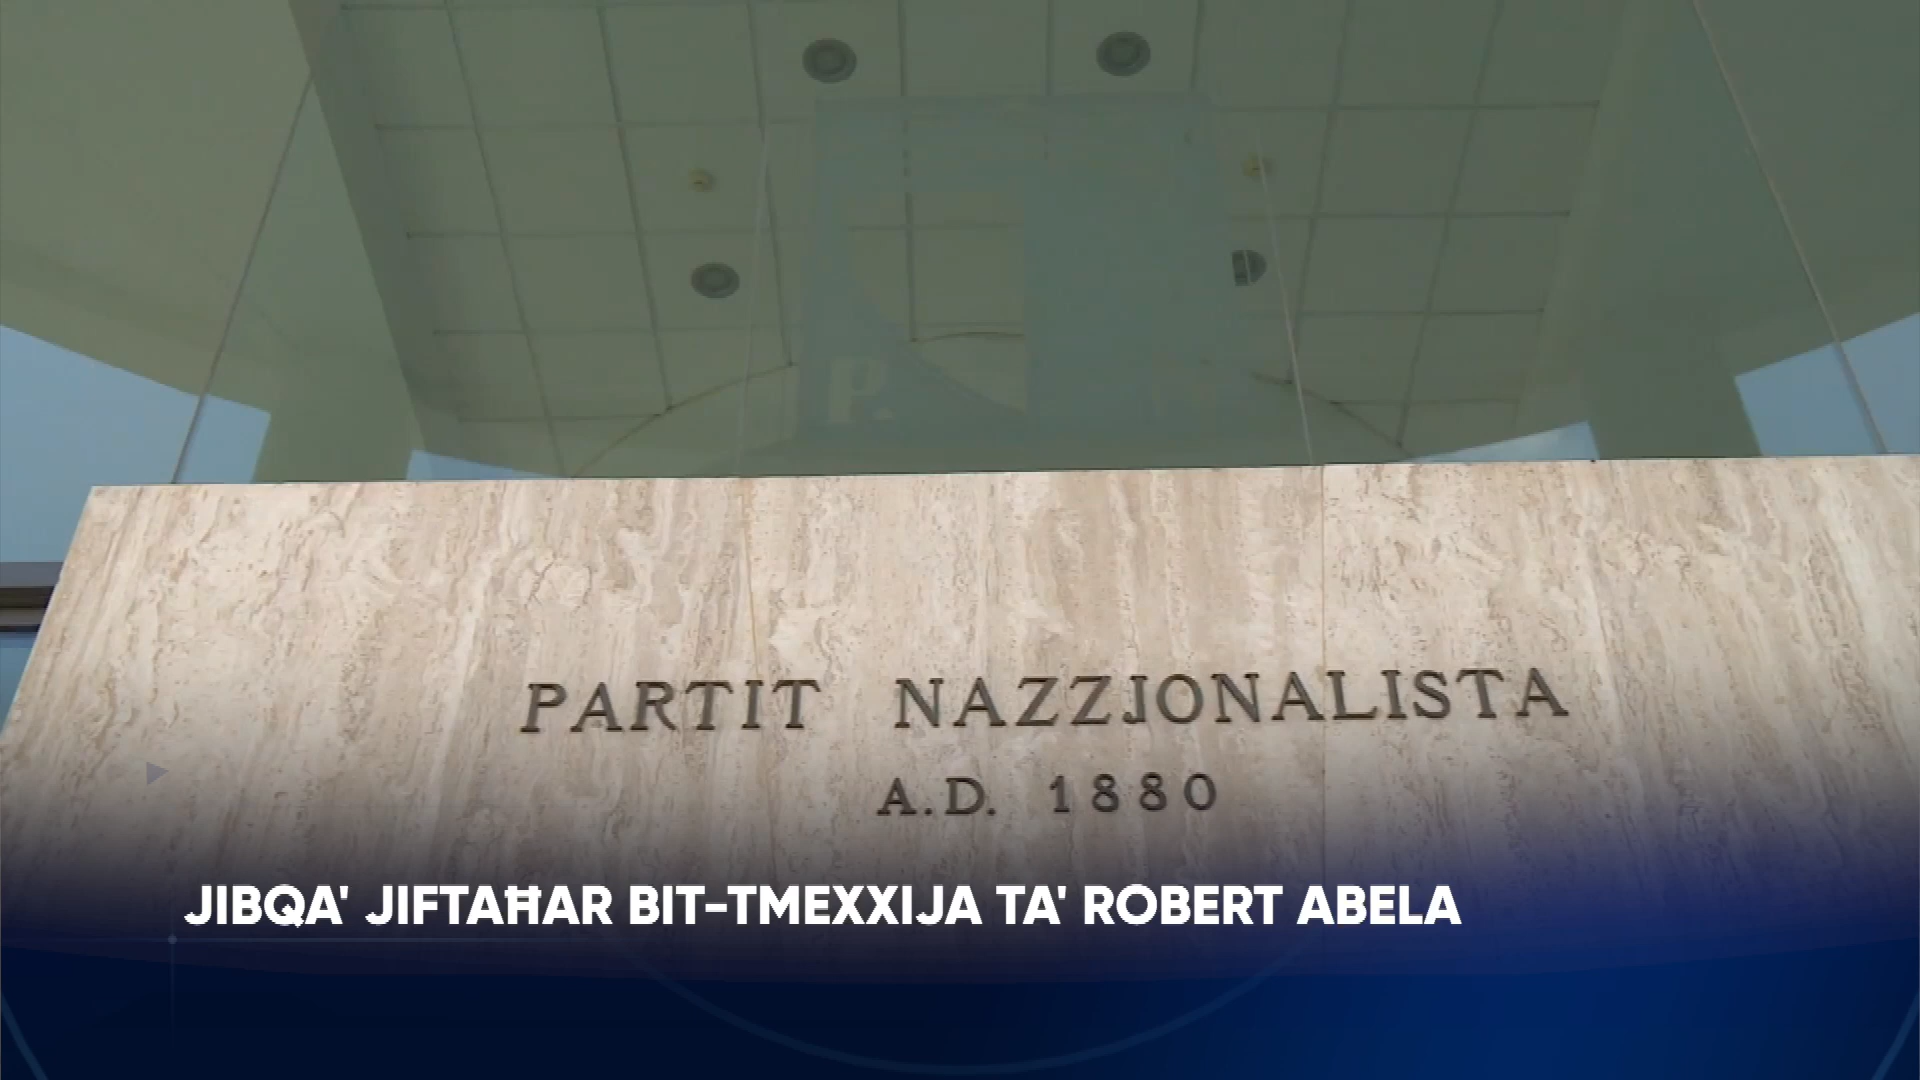 P.
PARTIT NAZZJONALISTA
A.D. 1880
JIBQA' JIFTAĦAR BIT-TMEXXIJA TA' ROBERT ABELA